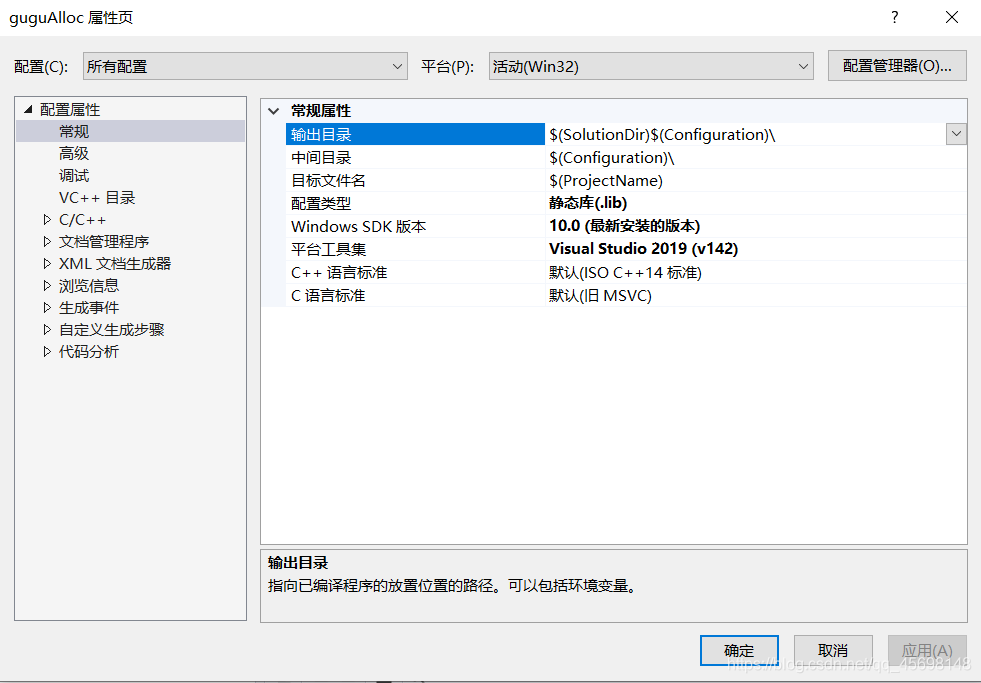 guguAlloc 属性页
配置(C): 所有配置 平台(P): 活动(Win32) 配置管理器(O)...
配置属性
常规
高级
调试
VC++ 目录
C/C++
文档管理程序
XML 文档生成器
浏览信息
生成事件
自定义生成步骤
代码分析
常规属性
输出目录 $(SolutionDir)$(Configuration)\
中间目录 $(Configuration)\
目标文件名 $(ProjectName)
配置类型 静态库(.lib)
Windows SDK 版本 10.0 (最新安装的版本)
平台工具集 Visual Studio 2019 (v142)
C++ 语言标准 默认(ISO C++14 标准)
C 语言标准 默认(旧 MSVC)
输出目录
指向已编译程序的放置位置的路径。可以包括环境变量。
确定 取消 应用(A)
https://blog.csdn.net/qq_45698148